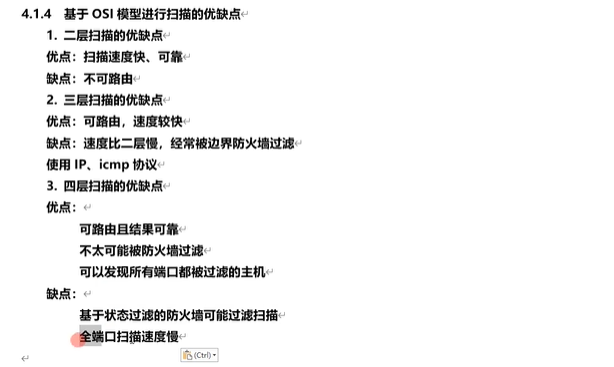 4.1.4 基于 OSI 模型进行扫描的优缺点
1. 二层扫描的优缺点
优点：扫描速度快、可靠
缺点：不可路由
2. 三层扫描的优缺点
优点：可路由，速度较快
缺点：速度比二层慢，经常被边界防火墙过滤
使用 IP、icmp 协议
3. 四层扫描的优缺点
优点：
可路由且结果可靠
不太可能被防火墙过滤
可以发现所有端口都被过滤的主机
缺点：
基于状态过滤的防火墙可能过滤扫描
全端口扫描速度慢
(Ctrl)